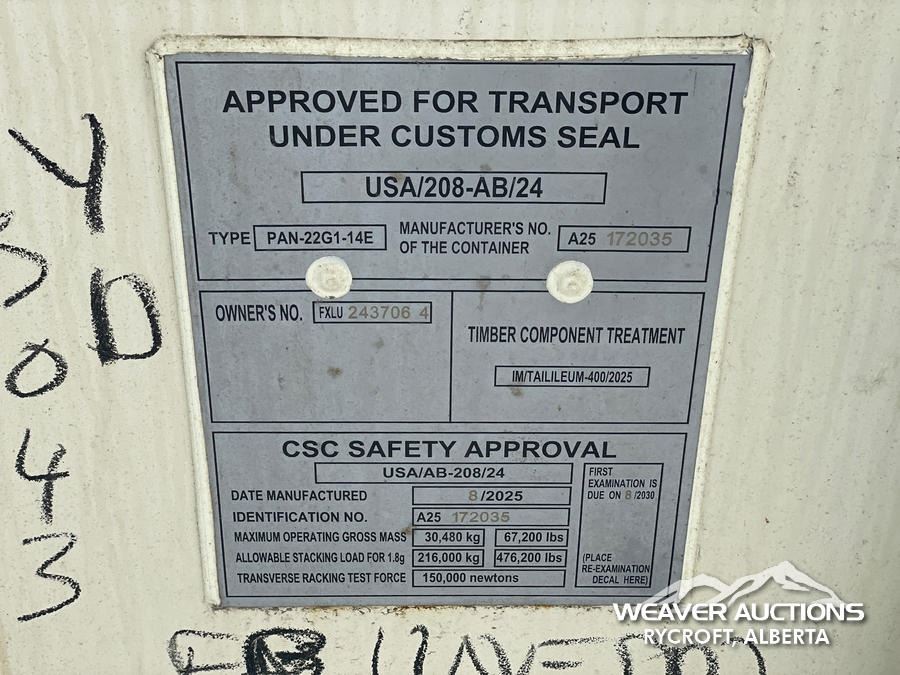 APPROVED FOR TRANSPORT
UNDER CUSTOMS SEAL
USA/208-AB/24
TYPE PAN-22G1-14E MANUFACTURER'S NO. OF THE CONTAINER A25 172035
OWNER'S NO. FXLU 243706 4
TIMBER COMPONENT TREATMENT
IM/TAILILEUM-400/2025
CSC SAFETY APPROVAL
USA/AB-208/24
DATE MANUFACTURED 8/2025
IDENTIFICATION NO. A25 172035
MAXIMUM OPERATING GROSS MASS 30,480 kg 67,200 lbs
ALLOWABLE STACKING LOAD FOR 1.8g 216,000 kg 476,200 lbs
TRANSVERSE RACKING TEST FORCE 150,000 newtons
FIRST
EXAMINATION IS
DUE ON 8/2030
(PLACE
RE-EXAMINATION
DECAL HERE)
YD
043
WEAVER AUCTIONS
RYCROFT, ALBERTA